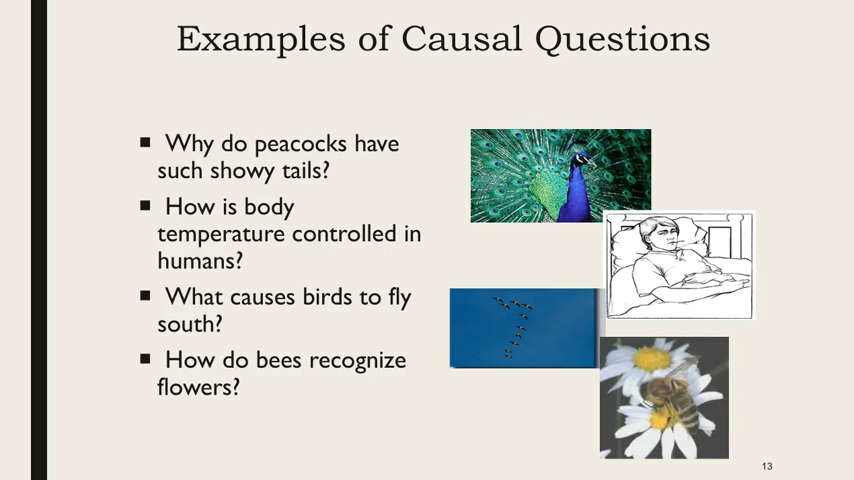 Examples of Causal Questions
■ Why do peacocks have
such showy tails?
■ How is body
temperature controlled in
humans?
■ What causes birds to fly
south?
■ How do bees recognize
flowers?
13